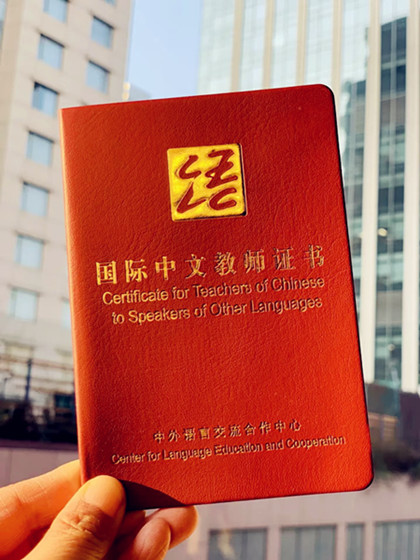 国际中文教师证书
Certificate for Teachers of Chinese
to Speakers of Other Languages
中外语言交流合作中心
Center for Language Education and Cooperation